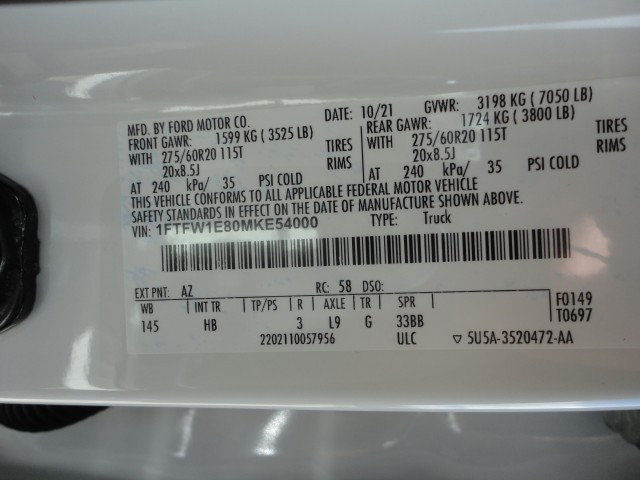 MFD. BY FORD MOTOR CO.
DATE: 10/21 GVWR: 3198 KG ( 7050 LB)
FRONT GAWR: 1599 KG ( 3525 LB) REAR GAWR: 1724 KG ( 3800 LB)
WITH 275/60R20 115T TIRES WITH 275/60R20 115T TIRES
20x8.5J RIMS 20x8.5J RIMS
AT 240 kPa/ 35 PSI COLD AT 240 kPa/ 35 PSI COLD
THIS VEHICLE CONFORMS TO ALL APPLICABLE FEDERAL MOTOR VEHICLE
SAFETY STANDARDS IN EFFECT ON THE DATE OF MANUFACTURE SHOWN ABOVE.
VIN: 1FTFW1E80MKE54000 TYPE: Truck
EXT PNT: AZ RC: 58 DSO: F0149
WB INT TR TP/PS R AXLE TR SPR T0697
145 HB 3 L9 G 33BB
2202110057956 ULC ▽ 5U5A-3520472-AA